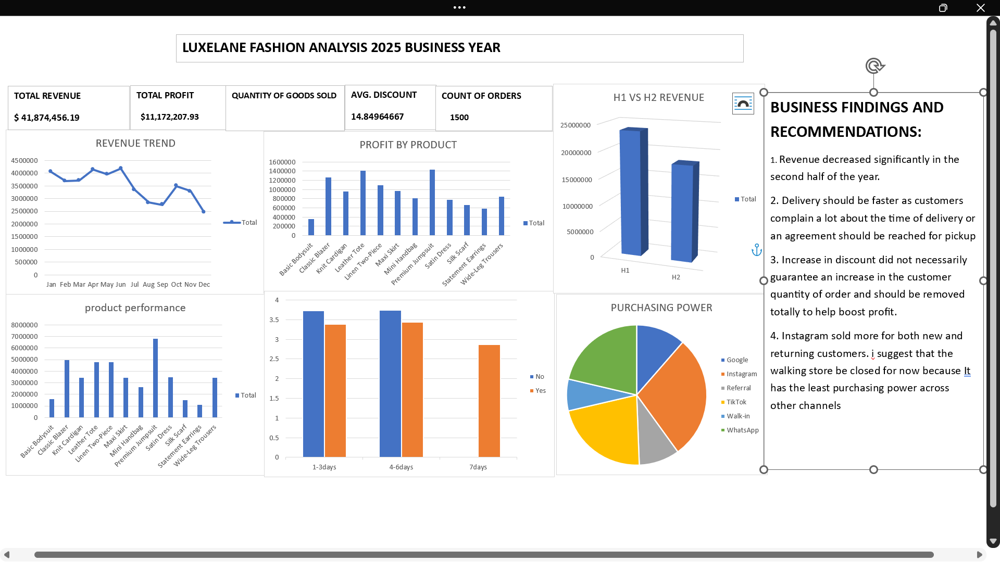 LUXELANE FASHION ANALYSIS 2025 BUSINESS YEAR
TOTAL REVENUE
$ 41,874,456.19
TOTAL PROFIT
$11,172,207.93
QUANTITY OF GOODS SOLD
AVG. DISCOUNT
14.84964667
COUNT OF ORDERS
1500
REVENUE TREND
4500000
4000000
3500000
3000000
2500000
2000000
1500000
1000000
500000
0
Jan Feb Mar Apr May Jun Jul Aug Sep Oct Nov Dec
Total
PROFIT BY PRODUCT
1600000
1400000
1200000
1000000
800000
600000
400000
200000
0
Basic Bodysuit
Classic Blazer
Knit Cardigan
Leather Tote
Linen Two-Piece
Maxi Skirt
Mini Handbag
Premium Jumpsuit
Satin Dress
Silk Scarf
Statement Earrings
Wide-Leg Trousers
Total
H1 VS H2 REVENUE
25000000
20000000
15000000
10000000
5000000
0
H1
H2
Total
product performance
8000000
7000000
6000000
5000000
4000000
3000000
2000000
1000000
0
Basic Bodysuit
Classic Blazer
Knit Cardigan
Leather Tote
Linen Two-Piece
Maxi Skirt
Mini Handbag
Premium Jumpsuit
Satin Dress
Silk Scarf
Statement Earrings
Wide-Leg Trousers
Total
4
3.5
3
2.5
2
1.5
1
0.5
0
1-3days
4-6days
7days
No
Yes
PURCHASING POWER
Google
Instagram
Referral
TikTok
Walk-in
WhatsApp
BUSINESS FINDINGS AND
RECOMMENDATIONS:
1. Revenue decreased significantly in the
second half of the year.
2. Delivery should be faster as customers
complain a lot about the time of delivery or
an agreement should be reached for pickup
3. Increase in discount did not necessarily
guarantee an increase in the customer
quantity of order and should be removed
totally to help boost profit.
4. Instagram sold more for both new and
returning customers. i suggest that the
walking store be closed for now because It
has the least purchasing power across
other channels